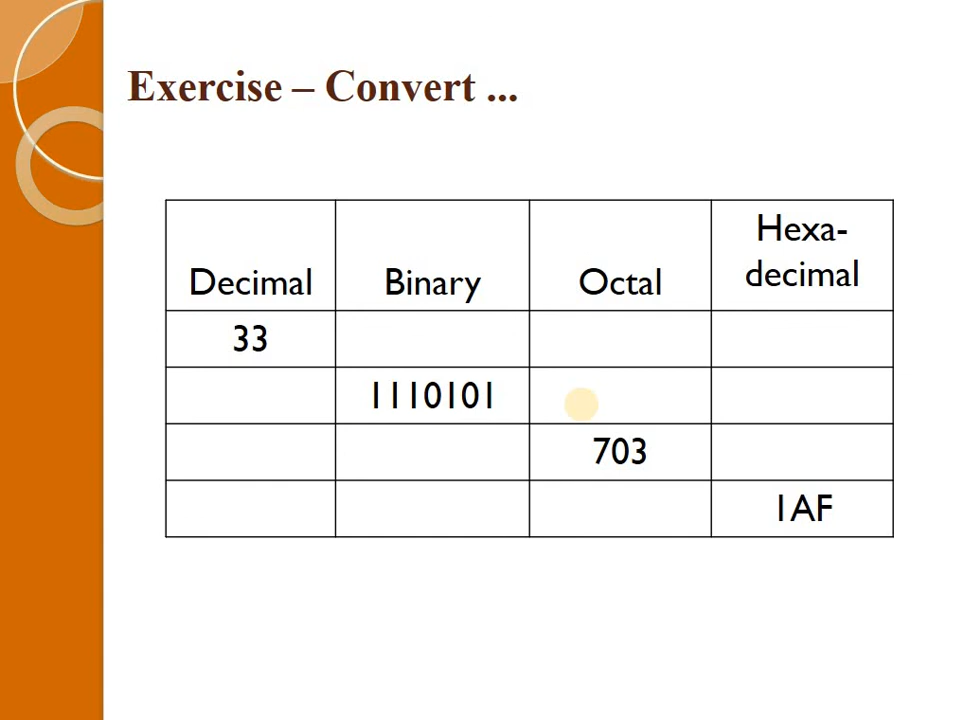 Exercise – Convert ...
Hexa-
Decimal Binary Octal decimal
33
1110101
703
1AF